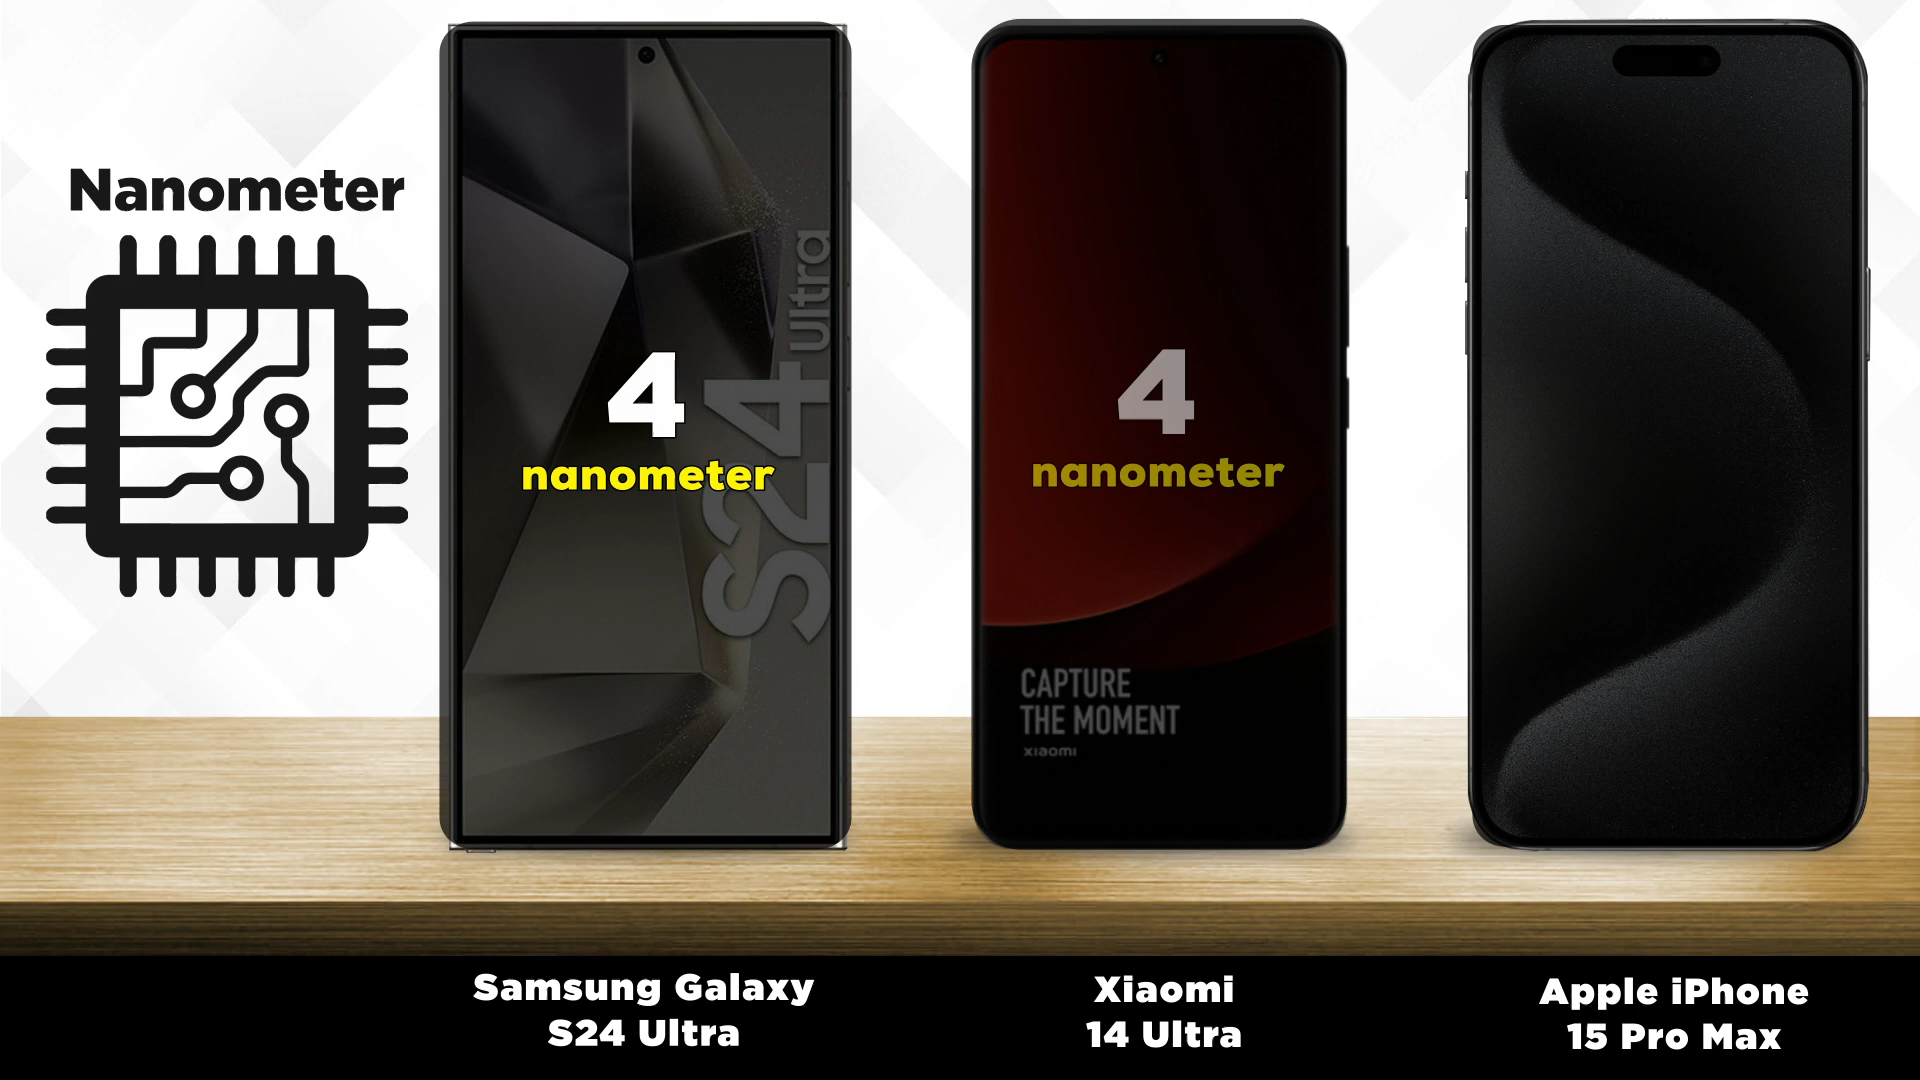 Nanometer
S24 Ultra
4
nanometer
4
nanometer
CAPTURE
THE MOMENT
xiaomi
Samsung Galaxy
S24 Ultra
Xiaomi
14 Ultra
Apple iPhone
15 Pro Max